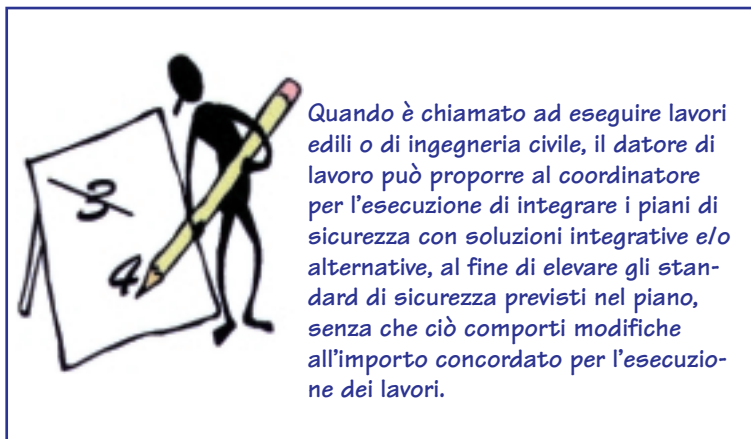 3
4
Quando è chiamato ad eseguire lavori
edili o di ingegneria civile, il datore di
lavoro può proporre al coordinatore
per l'esecuzione di integrare i piani di
sicurezza con soluzioni integrative e/o
alternative, al fine di elevare gli stan-
dard di sicurezza previsti nel piano,
senza che ciò comporti modifiche
all'importo concordato per l'esecuzio-
ne dei lavori.